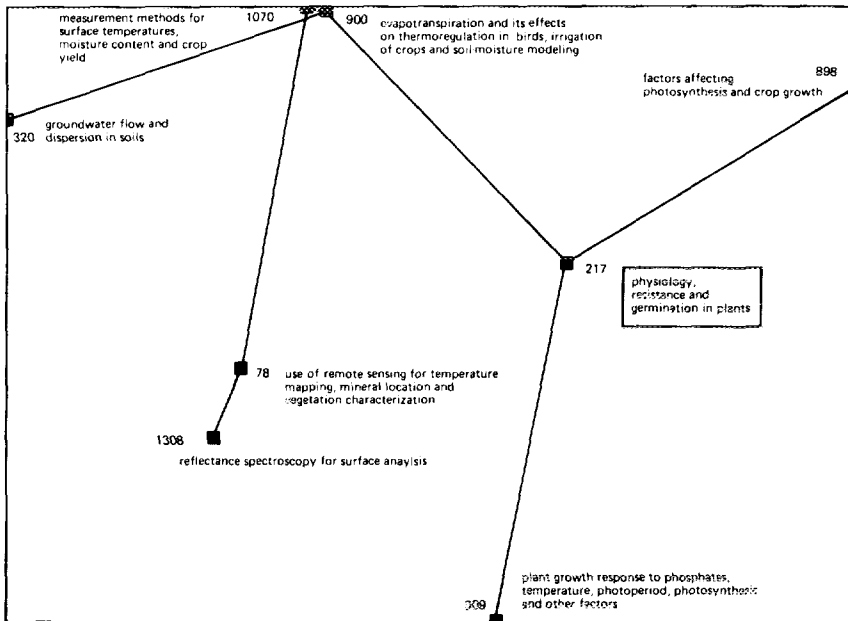 measurement methods for
surface temperatures,
moisture content and crop
yield
1070
900
evapotranspiration and its effects
on thermoregulation in birds, irrigation
of crops and soil moisture modeling
factors affecting
photosynthesis and crop growth
898
320
groundwater flow and
dispersion in soils
217
physiology,
resistance and
germination in plants
78
use of remote sensing for temperature
mapping, mineral location and
vegetation characterization
1308
reflectance spectroscopy for surface anaylsis
plant growth response to phosphates,
temperature, photoperiod, photosynthesis
and other factors